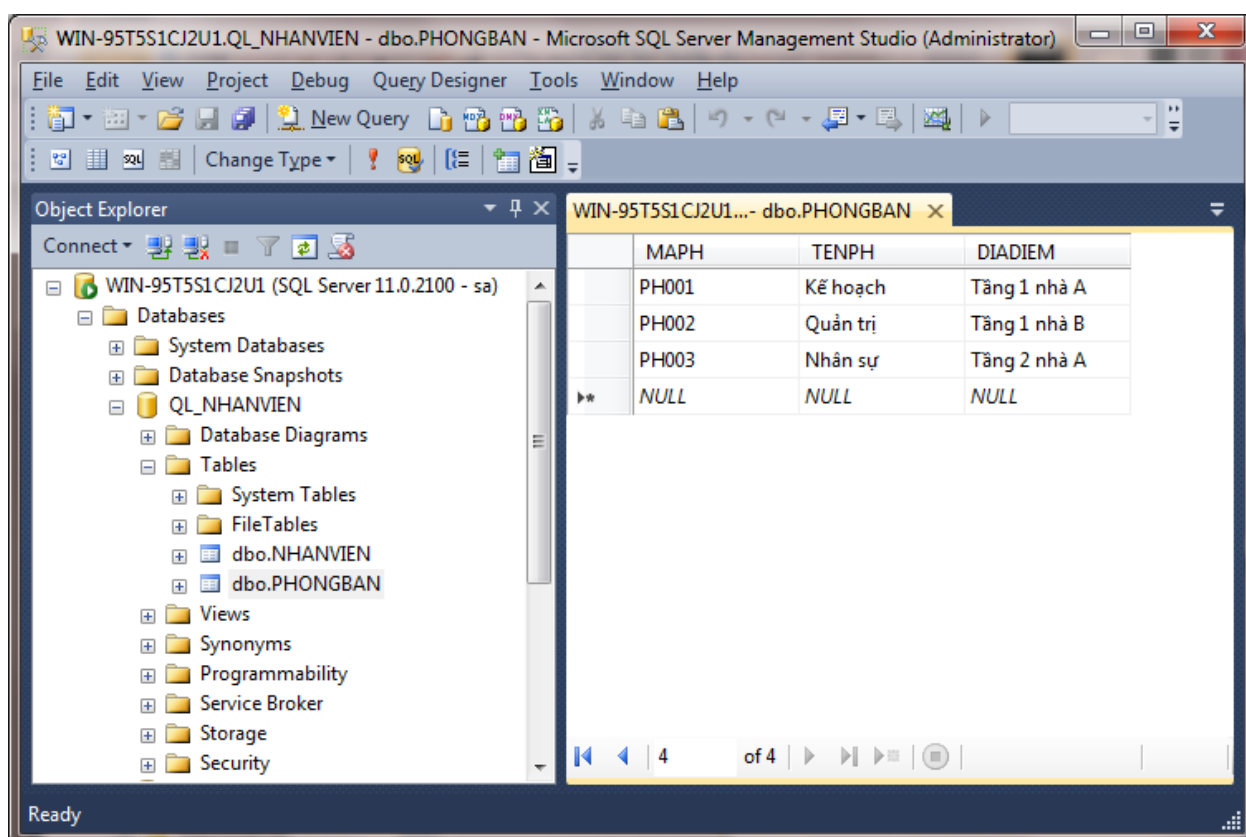 WIN-95T5S1CJ2U1.QL_NHANVIEN - dbo.PHONGBAN - Microsoft SQL Server Management Studio (Administrator)
File Edit View Project Debug Query Designer Tools Window Help
New Query
Change Type
Object Explorer
Connect
WIN-95T5S1CJ2U1 (SQL Server 11.0.2100 - sa)
Databases
System Databases
Database Snapshots
QL_NHANVIEN
Database Diagrams
Tables
System Tables
FileTables
dbo.NHANVIEN
dbo.PHONGBAN
Views
Synonyms
Programmability
Service Broker
Storage
Security
WIN-95T5S1CJ2U1...- dbo.PHONGBAN
MAPH TENPH DIADIEM
PH001 Kế hoạch Tầng 1 nhà A
PH002 Quản trị Tầng 1 nhà B
PH003 Nhân sự Tầng 2 nhà A
NULL NULL NULL
4 of 4
Ready